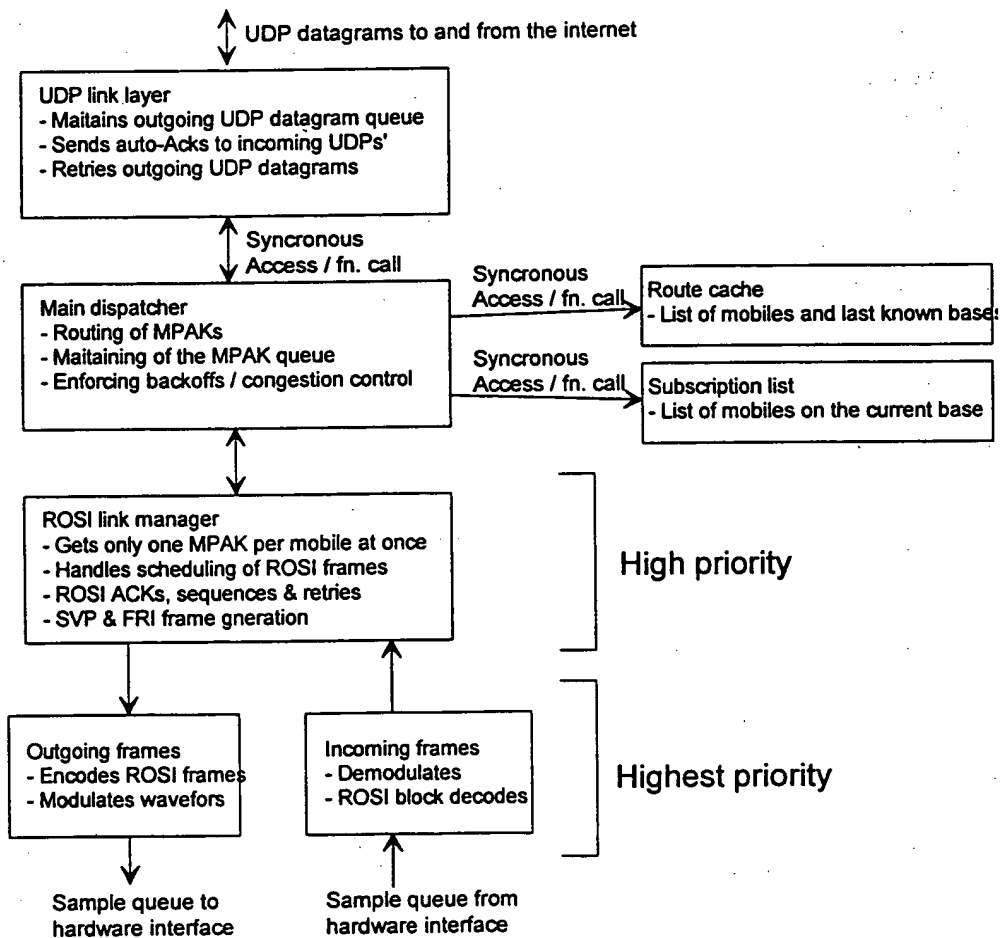 UDP datagrams to and from the internet
UDP link layer
- Maitains outgoing UDP datagram queue
- Sends auto-Acks to incoming UDPs'
- Retries outgoing UDP datagrams
Syncronous
Access / fn. call
Main dispatcher
- Routing of MPAKs
- Maitaining of the MPAK queue
- Enforcing backoffs / congestion control
Syncronous
Access / fn. call
Route cache
- List of mobiles and last known bases
Syncronous
Access / fn. call
Subscription list
- List of mobiles on the current base
ROSI link manager
- Gets only one MPAK per mobile at once
- Handles scheduling of ROSI frames
- ROSI ACKs, sequences & retries
- SVP & FRI frame gneration
High priority
Outgoing frames
- Encodes ROSI frames
- Modulates wavefors
Incoming frames
- Demodulates
- ROSI block decodes
Highest priority
Sample queue to
hardware interface
Sample queue from
hardware interface